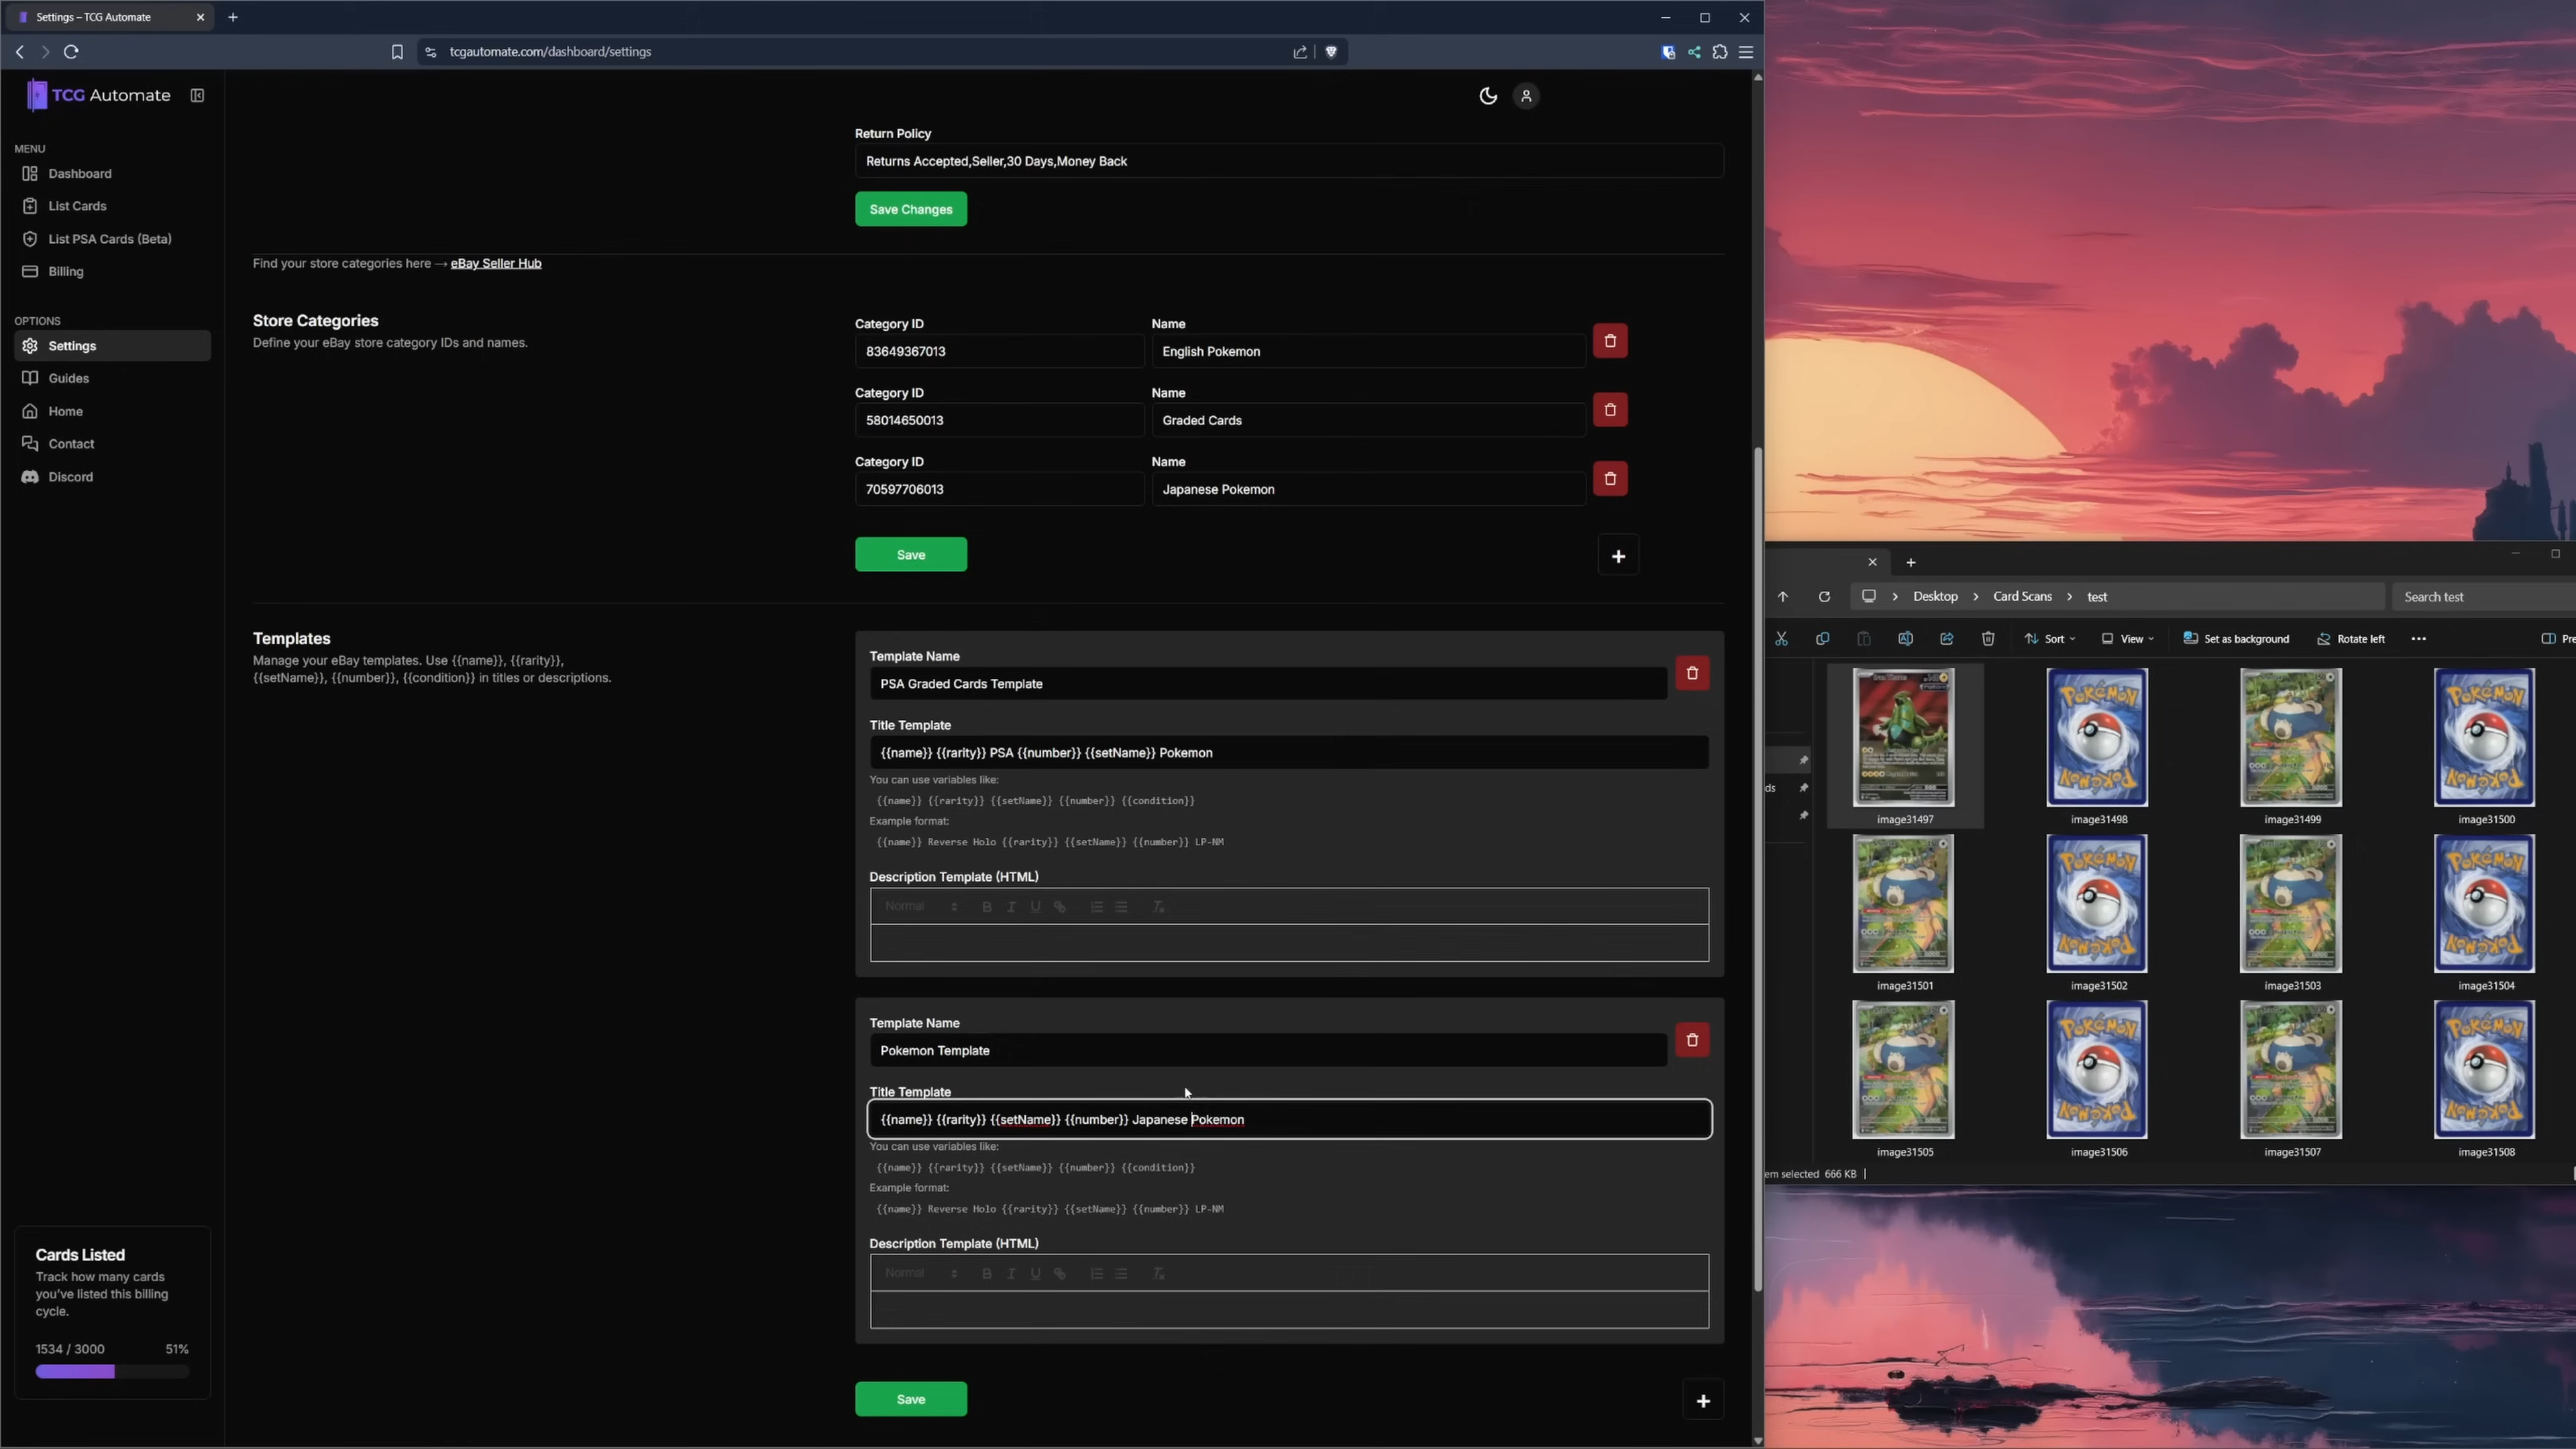 Settings – TCG Automate
tcgautomate.com/dashboard/settings
TCG Automate
MENU
Dashboard
List Cards
List PSA Cards (Beta)
Billing
OPTIONS
Settings
Guides
Home
Contact
Discord
Cards Listed
Track how many cards
you've listed this billing
cycle.
1534 / 3000 51%
Return Policy
Returns Accepted,Seller,30 Days,Money Back
Save Changes
Find your store categories here → eBay Seller Hub
Store Categories
Define your eBay store category IDs and names.
Category ID Name
83649367013 English Pokemon
Category ID Name
58014650013 Graded Cards
Category ID Name
70597706013 Japanese Pokemon
Save
Templates
Manage your eBay templates. Use {{name}}, {{rarity}},
{{setName}}, {{number}}, {{condition}} in titles or descriptions.
Template Name
PSA Graded Cards Template
Title Template
{{name}} {{rarity}} PSA {{number}} {{setName}} Pokemon
You can use variables like:
{{name}} {{rarity}} {{setName}} {{number}} {{condition}}
Example format:
{{name}} Reverse Holo {{rarity}} {{setName}} {{number}} LP-NM
Description Template (HTML)
Normal
Template Name
Pokemon Template
Title Template
{{name}} {{rarity}} {{setName}} {{number}} Japanese Pokemon
You can use variables like:
{{name}} {{rarity}} {{setName}} {{number}} {{condition}}
Example format:
{{name}} Reverse Holo {{rarity}} {{setName}} {{number}} LP-NM
Description Template (HTML)
Normal
Save
Desktop Card Scans test Search test
Sort View Set as background Rotate left Pre
ds
image31497 image31498 image31499 image31500
image31501 image31502 image31503 image31504
image31505 image31506 image31507 image31508
em selected 666 KB